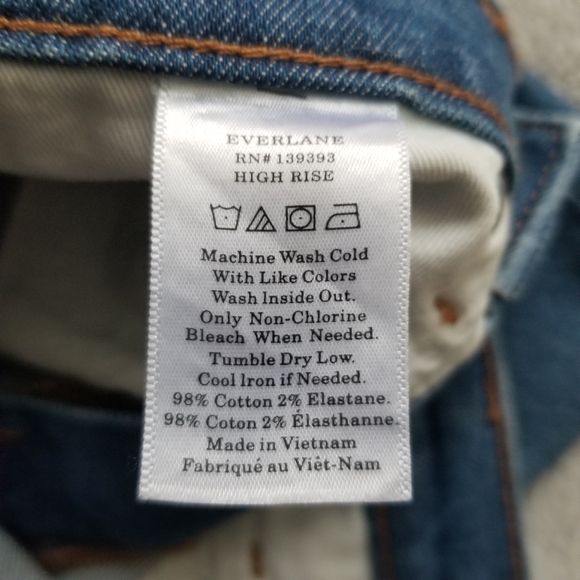 EVERLANE
RN# 139393
HIGH RISE
Machine Wash Cold
With Like Colors
Wash Inside Out.
Only Non-Chlorine
Bleach When Needed.
Tumble Dry Low.
Cool Iron if Needed.
98% Cotton 2% Elastane.
98% Coton 2% Élasthanne.
Made in Vietnam
Fabriqué au Viêt-Nam